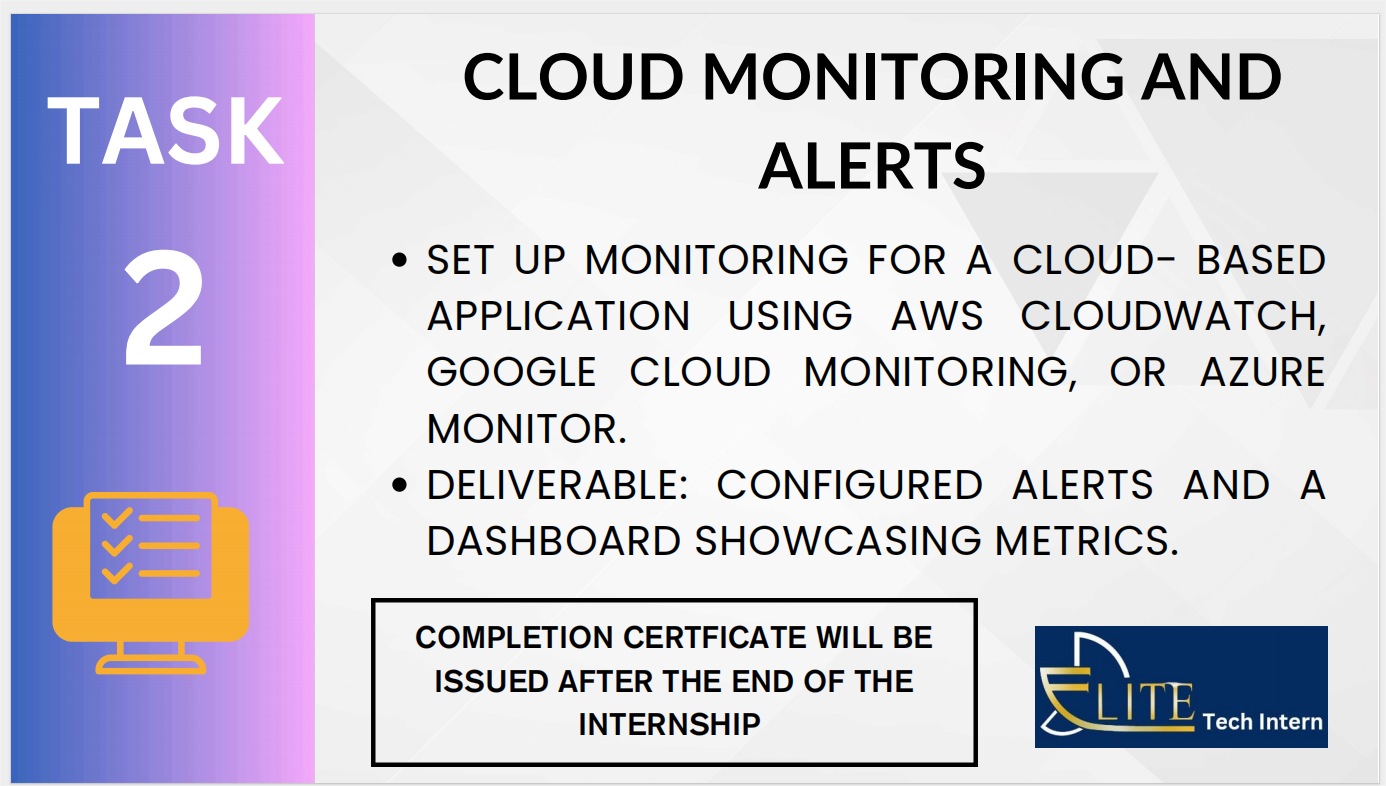 TASK
2
CLOUD MONITORING AND
ALERTS
• SET UP MONITORING FOR A CLOUD- BASED
APPLICATION USING AWS CLOUDWATCH,
GOOGLE CLOUD MONITORING, OR AZURE
MONITOR.
• DELIVERABLE: CONFIGURED ALERTS AND A
DASHBOARD SHOWCASING METRICS.
COMPLETION CERTFICATE WILL BE
ISSUED AFTER THE END OF THE
INTERNSHIP
ELITE Tech Intern